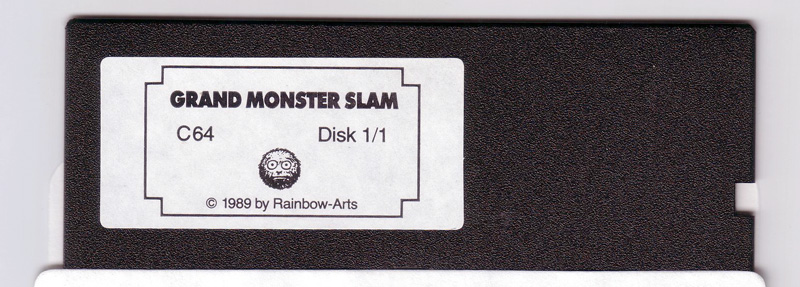 GRAND MONSTER SLAM
C64 Disk 1/1
© 1989 by Rainbow-Arts